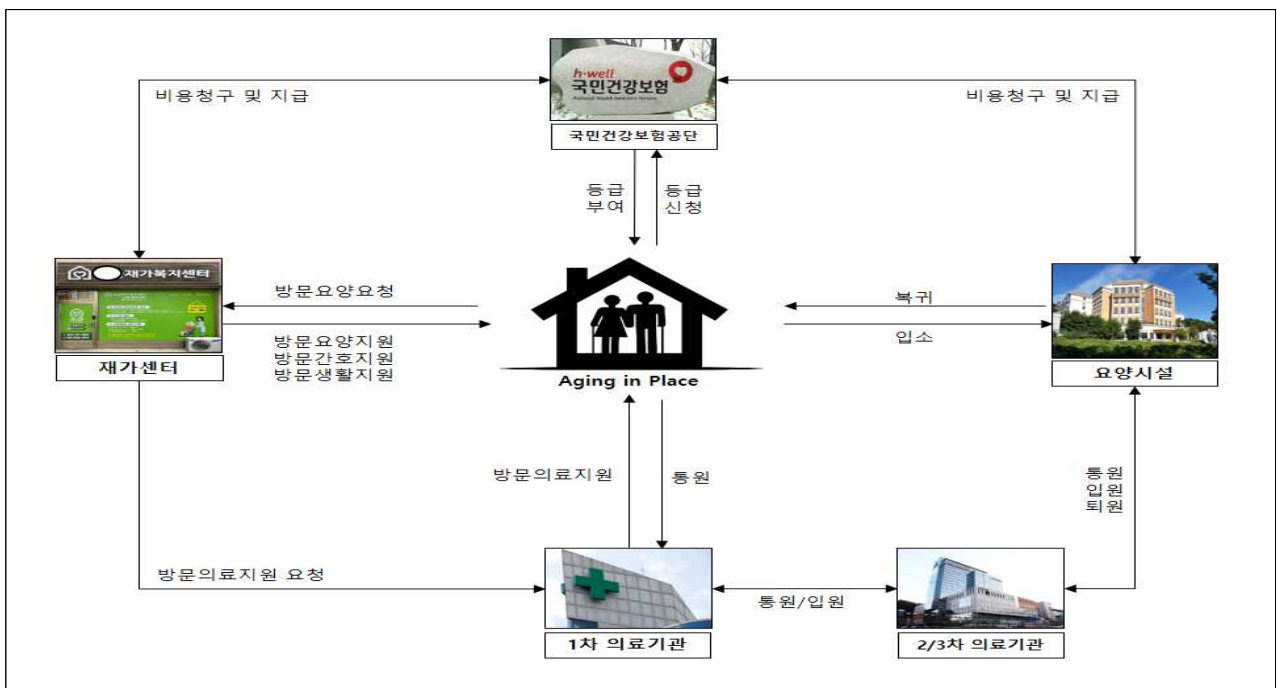 h·well
국민건강보험
국민건강보험공단
비용청구 및 지급
비용청구 및 지급
등급
부여
등급
신청
재가복지센터
재가센터
방문요양요청
방문요양지원
방문간호지원
방문생활지원
Aging in Place
복귀
입소
요양시설
방문의료지원
통원
통원
입원
퇴원
방문의료지원 요청
통원/입원
1차 의료기관
2/3차 의료기관